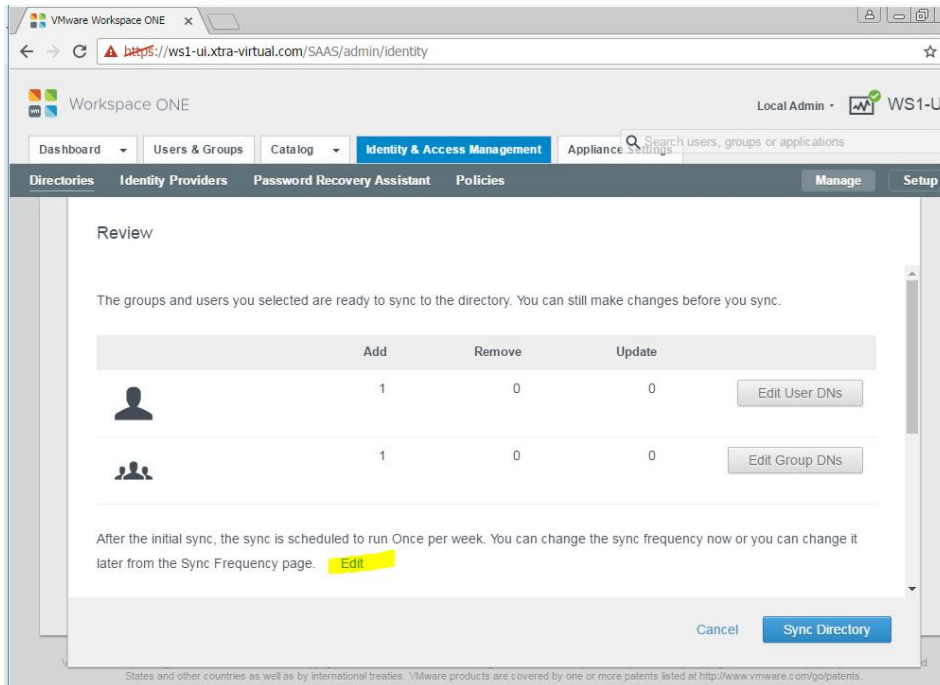 VMware Workspace ONE
https://ws1-ui.xtra-virtual.com/SAAS/admin/identity
vm
Workspace ONE
Local Admin
WS1-U
Dashboard
Users & Groups
Catalog
Identity & Access Management
Appliance Settings
Search users, groups or applications
Directories
Identity Providers
Password Recovery Assistant
Policies
Manage
Setup
Review
The groups and users you selected are ready to sync to the directory. You can still make changes before you sync.
Add Remove Update
1 0 0 Edit User DNs
1 0 0 Edit Group DNs
After the initial sync, the sync is scheduled to run Once per week. You can change the sync frequency now or you can change it
later from the Sync Frequency page. Edit
Cancel
Sync Directory
States and other countries as well as by international treaties. VMware products are covered by one or more patents listed at http://www.vmware.com/go/patents.